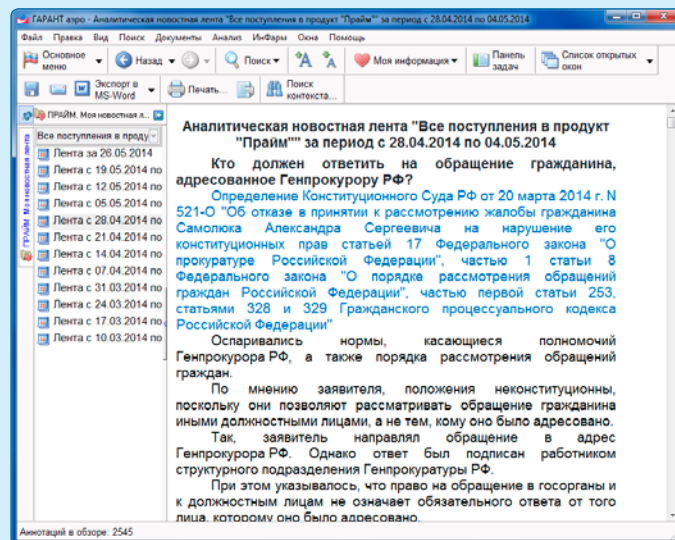 ГАРАНТ аэро - Аналитическая новостная лента "Все поступления в продукт "Прайм"" за период с 28.04.2014 по 04.05.2014
Файл Правка Вид Поиск Документы Анализ ИнФарм Окна Помощь
Основное меню Назад Поиск Моя информация Панель задач Список открытых окон
Экспорт в MS-Word Печать... Поиск контекста...
ПРАЙМ. Моя новостная л...
ПРАЙМ. Моя новостная лента
Все поступления в проду
Лента за 26.05.2014
Лента с 19.05.2014 по
Лента с 12.05.2014 по
Лента с 05.05.2014 по
Лента с 28.04.2014 по
Лента с 21.04.2014 по
Лента с 14.04.2014 по
Лента с 07.04.2014 по
Лента с 31.03.2014 по
Лента с 24.03.2014 по
Лента с 17.03.2014 по
Лента с 10.03.2014 по
Аналитическая новостная лента "Все поступления в продукт
"Прайм"" за период с 28.04.2014 по 04.05.2014
Кто должен ответить на обращение гражданина,
адресованное Генпрокурору РФ?
Определение Конституционного Суда РФ от 20 марта 2014 г. N
521-О "Об отказе в принятии к рассмотрению жалобы гражданина
Самолюка Александра Сергеевича на нарушение его
конституционных прав статьей 17 Федерального закона "О
прокуратуре Российской Федерации", частью 1 статьи 8
Федерального закона "О порядке рассмотрения обращений
граждан Российской Федерации", частью первой статьи 253,
статьями 328 и 329 Гражданского процессуального кодекса
Российской Федерации"
Оспаривались нормы, касающиеся полномочий
Генпрокурора РФ, а также порядка рассмотрения обращений
граждан.
По мнению заявителя, положения неконституционны,
поскольку они позволяют рассматривать обращение гражданина
иными должностными лицами, а не тем, кому оно было адресовано.
Так, заявитель направлял обращение в адрес
Генпрокурора РФ. Однако ответ был подписан работником
структурного подразделения Генпрокуратуры РФ.
При этом указывалось, что право на обращение в госорганы и
к должностным лицам не означает обязательного ответа от того
лица, которому оно было адресовано.
Аннотаций в обзоре: 2545